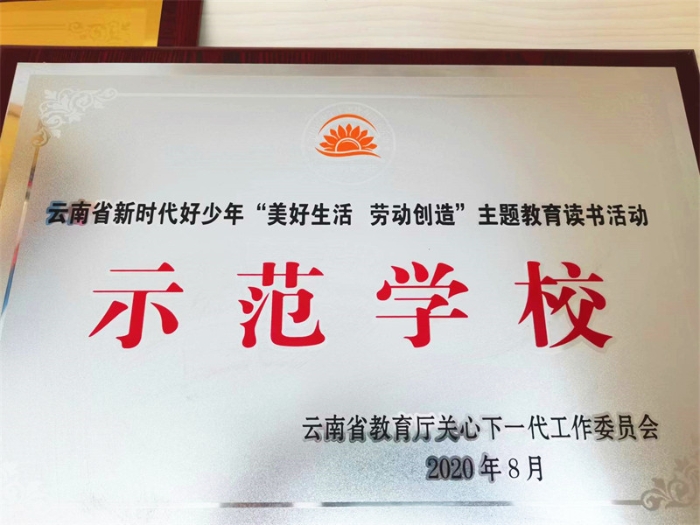 云南省新时代好少年“美好生活 劳动创造”主题教育读书活动
示范学校
云南省教育厅关心下一代工作委员会
2020年8月